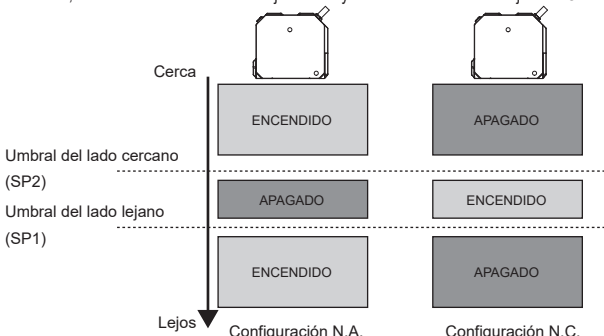 Cerca
ENCENDIDO
APAGADO
Umbral del lado cercano
(SP2)
APAGADO
ENCENDIDO
Umbral del lado lejano
(SP1)
ENCENDIDO
APAGADO
Lejos
Configuración N.A.
Configuración N.C.